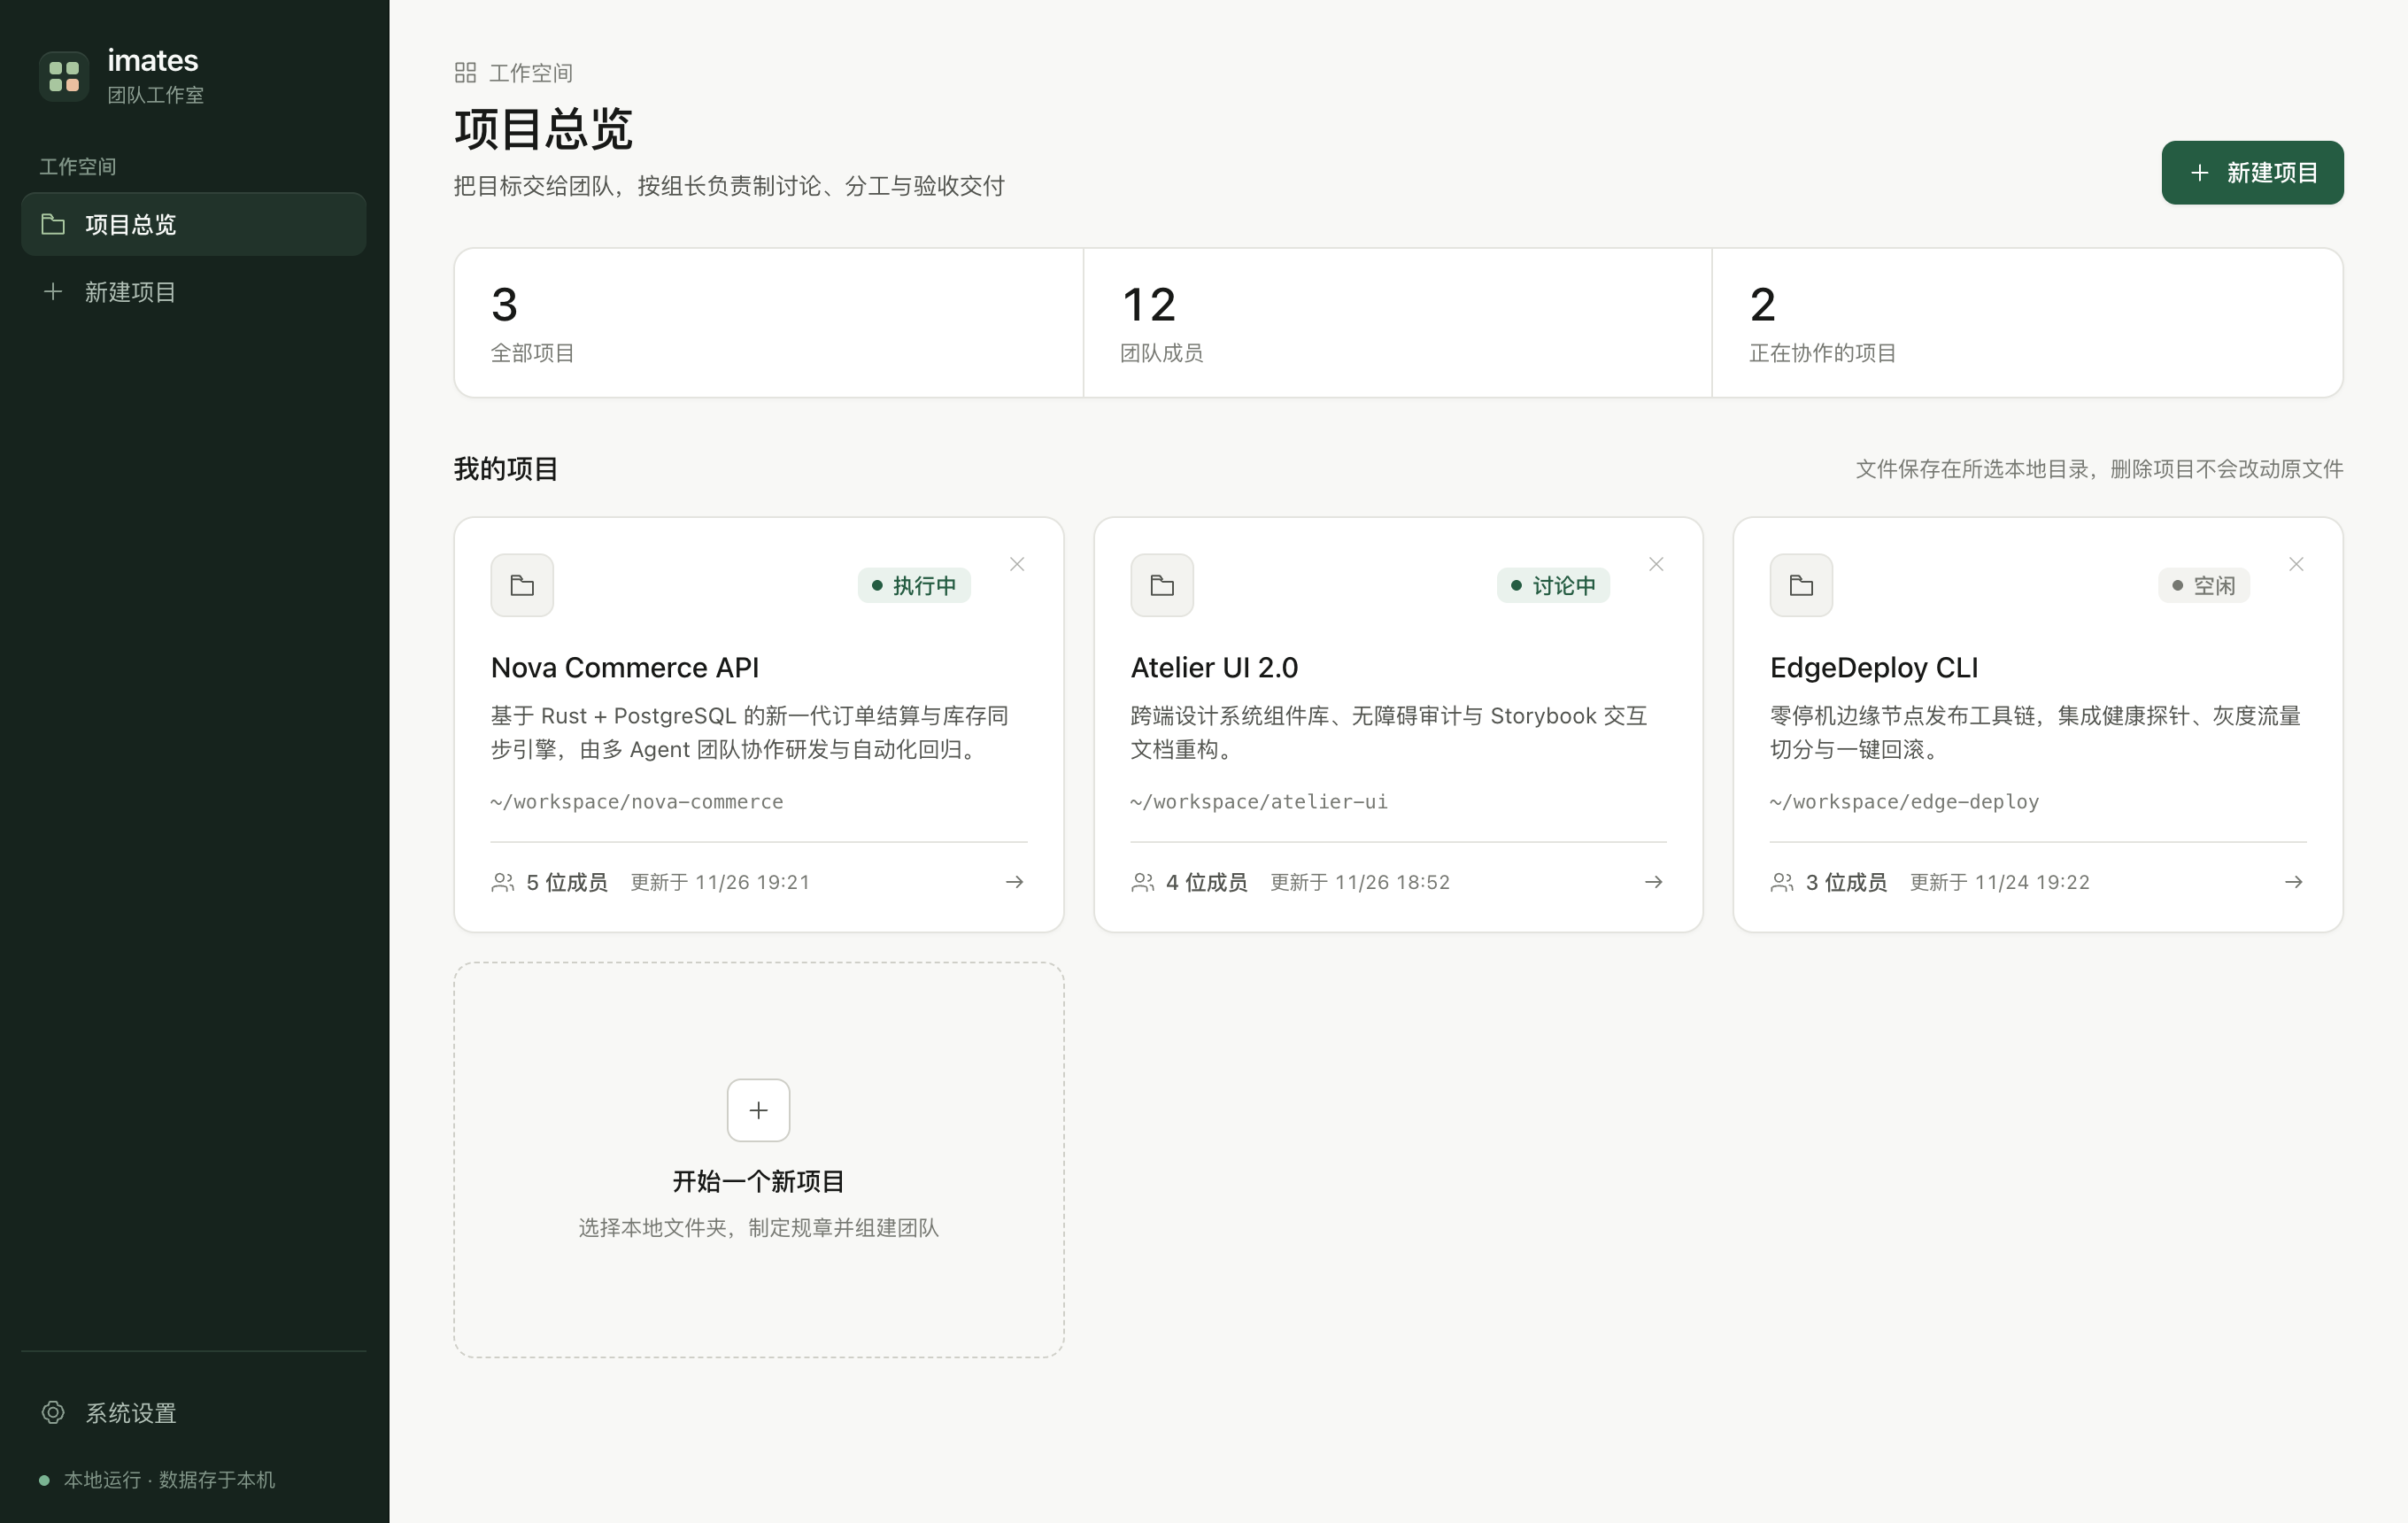 imates
团队工作室
工作空间
项目总览
新建项目
系统设置
本地运行 · 数据存于本机
工作空间
项目总览
把目标交给团队，按组长负责制讨论、分工与验收交付
新建项目
3
全部项目
12
团队成员
2
正在协作的项目
我的项目
文件保存在所选本地目录，删除项目不会改动原文件
执行中
Nova Commerce API
基于 Rust + PostgreSQL 的新一代订单结算与库存同
步引擎，由多 Agent 团队协作研发与自动化回归。
~/workspace/nova-commerce
5 位成员 更新于 11/26 19:21
讨论中
Atelier UI 2.0
跨端设计系统组件库、无障碍审计与 Storybook 交互
文档重构。
~/workspace/atelier-ui
4 位成员 更新于 11/26 18:52
空闲
EdgeDeploy CLI
零停机边缘节点发布工具链，集成健康探针、灰度流量
切分与一键回滚。
~/workspace/edge-deploy
3 位成员 更新于 11/24 19:22
开始一个新项目
选择本地文件夹，制定规章并组建团队